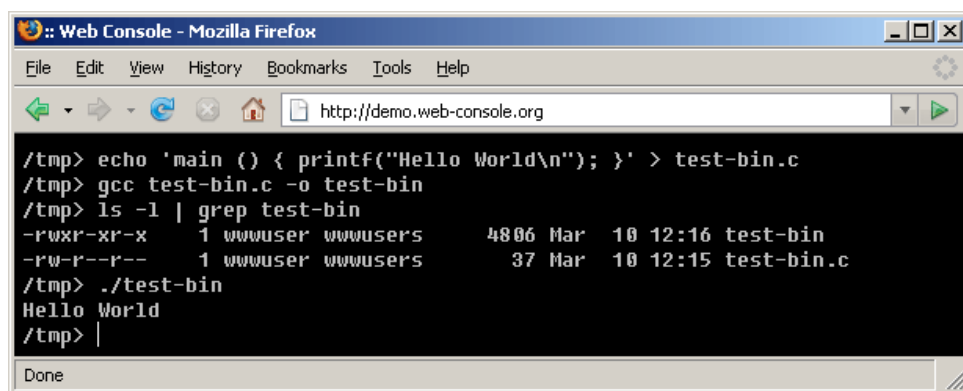 :: Web Console - Mozilla Firefox
File Edit View History Bookmarks Tools Help
http://demo.web-console.org
/tmp> echo 'main () { printf("Hello World\n"); }' > test-bin.c
/tmp> gcc test-bin.c -o test-bin
/tmp> ls -l | grep test-bin
-rwxr-xr-x    1 wwwuser wwwusers     4806 Mar  10 12:16 test-bin
-rw-r--r--    1 wwwuser wwwusers       37 Mar  10 12:15 test-bin.c
/tmp> ./test-bin
Hello World
/tmp>
Done